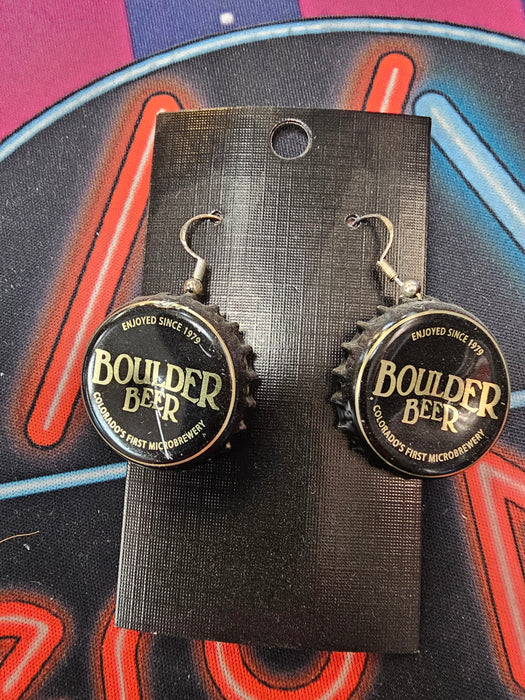 ENJOYED SINCE 1979
BOULDER
BEER
COLORADO'S FIRST MICROBREWERY
ENJOYED SINCE 1979
BOULDER
BEER
COLORADO'S FIRST MICROBREWERY